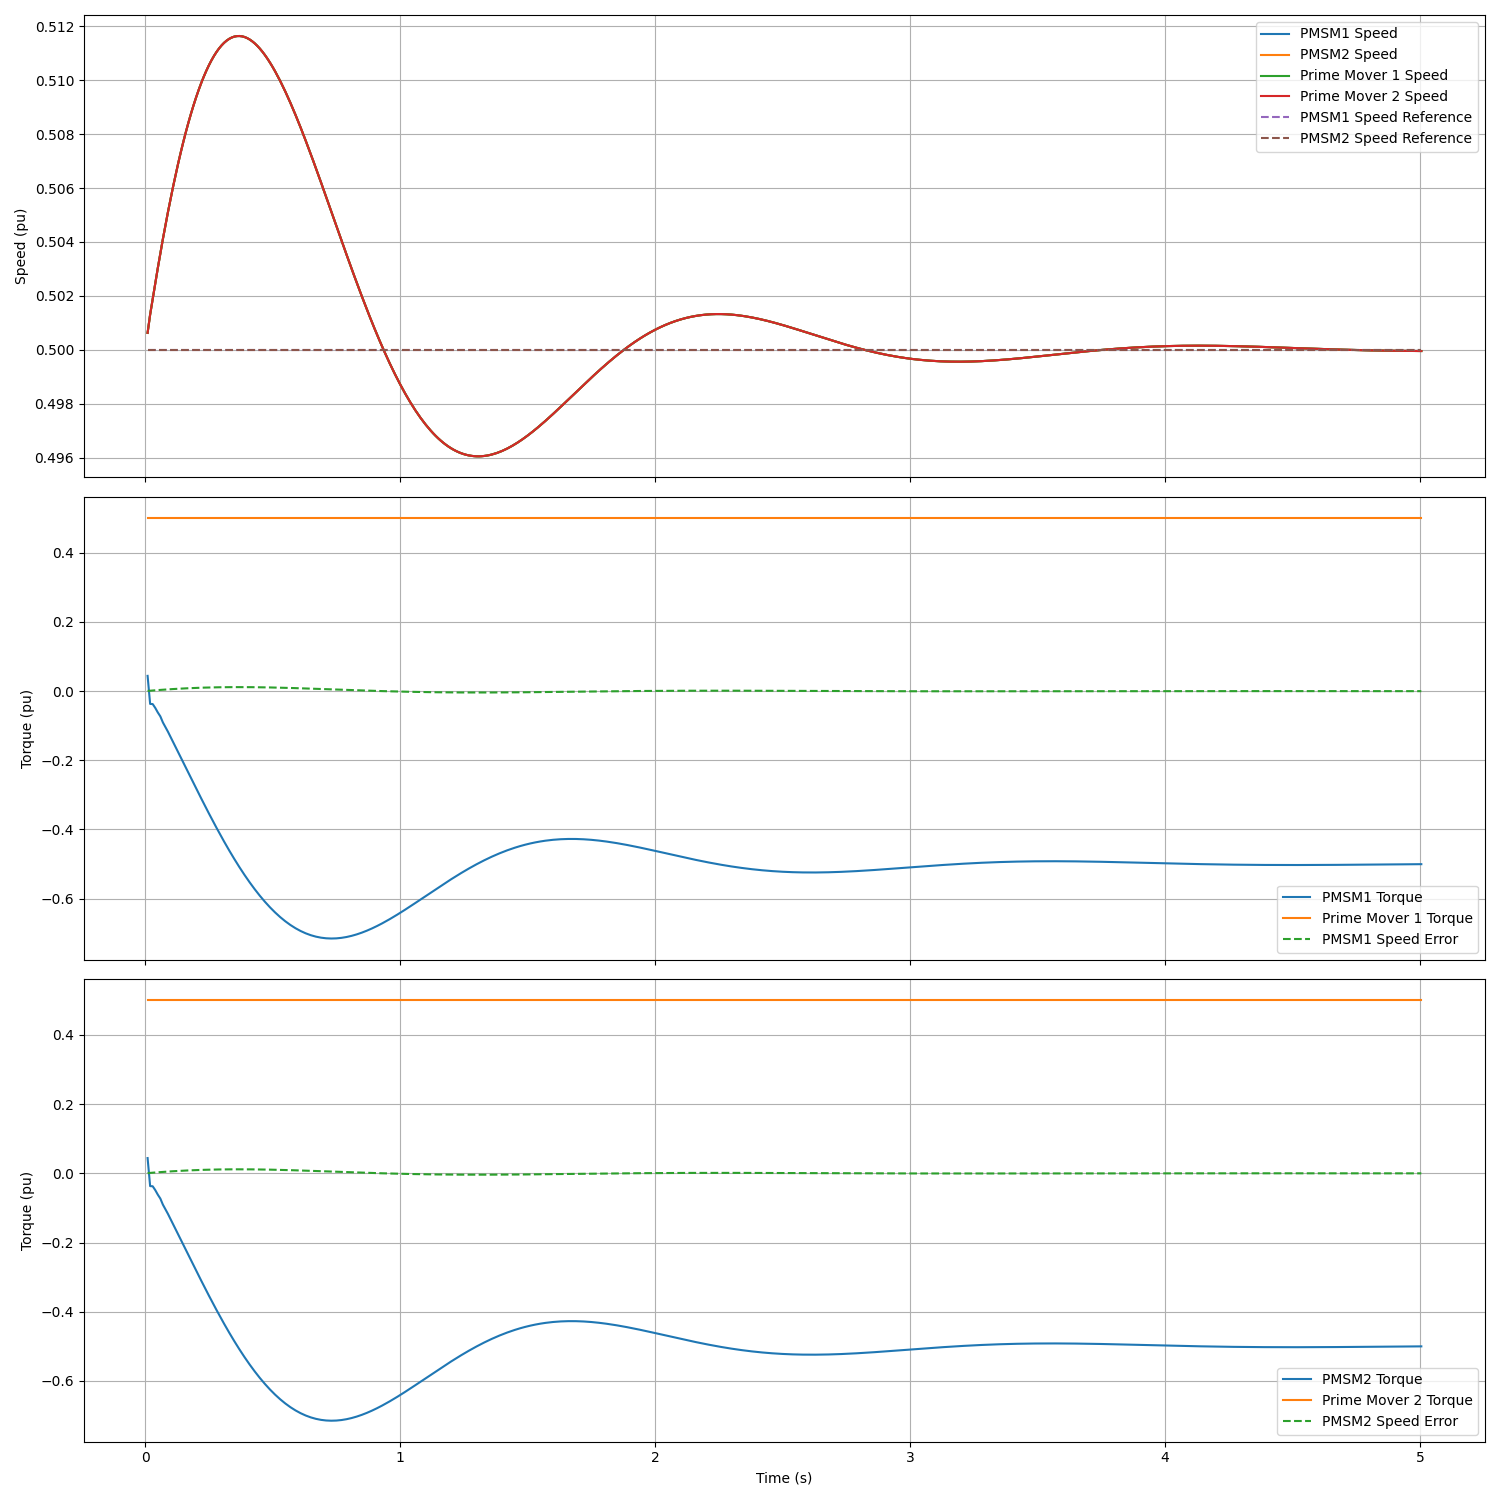 0.512
0.510
0.508
0.506
0.504
0.502
0.500
0.498
0.496
Speed (pu)
PMSM1 Speed
PMSM2 Speed
Prime Mover 1 Speed
Prime Mover 2 Speed
PMSM1 Speed Reference
PMSM2 Speed Reference
0.4
0.2
0.0
−0.2
−0.4
−0.6
Torque (pu)
PMSM1 Torque
Prime Mover 1 Torque
PMSM1 Speed Error
0.4
0.2
0.0
−0.2
−0.4
−0.6
Torque (pu)
PMSM2 Torque
Prime Mover 2 Torque
PMSM2 Speed Error
0 1 2 3 4 5
Time (s)